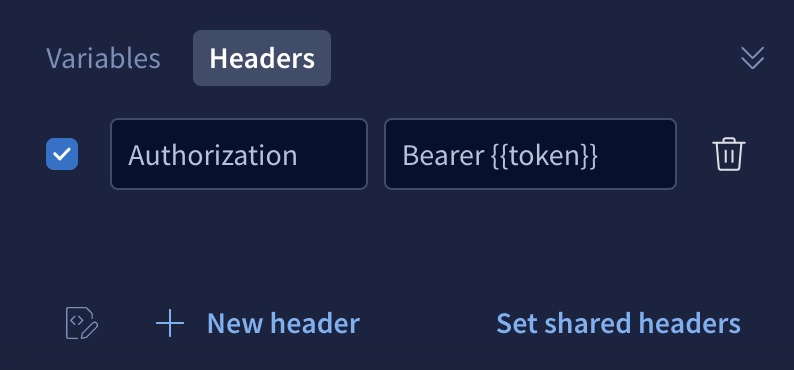 Variables Headers
Authorization Bearer {{token}}
New header Set shared headers